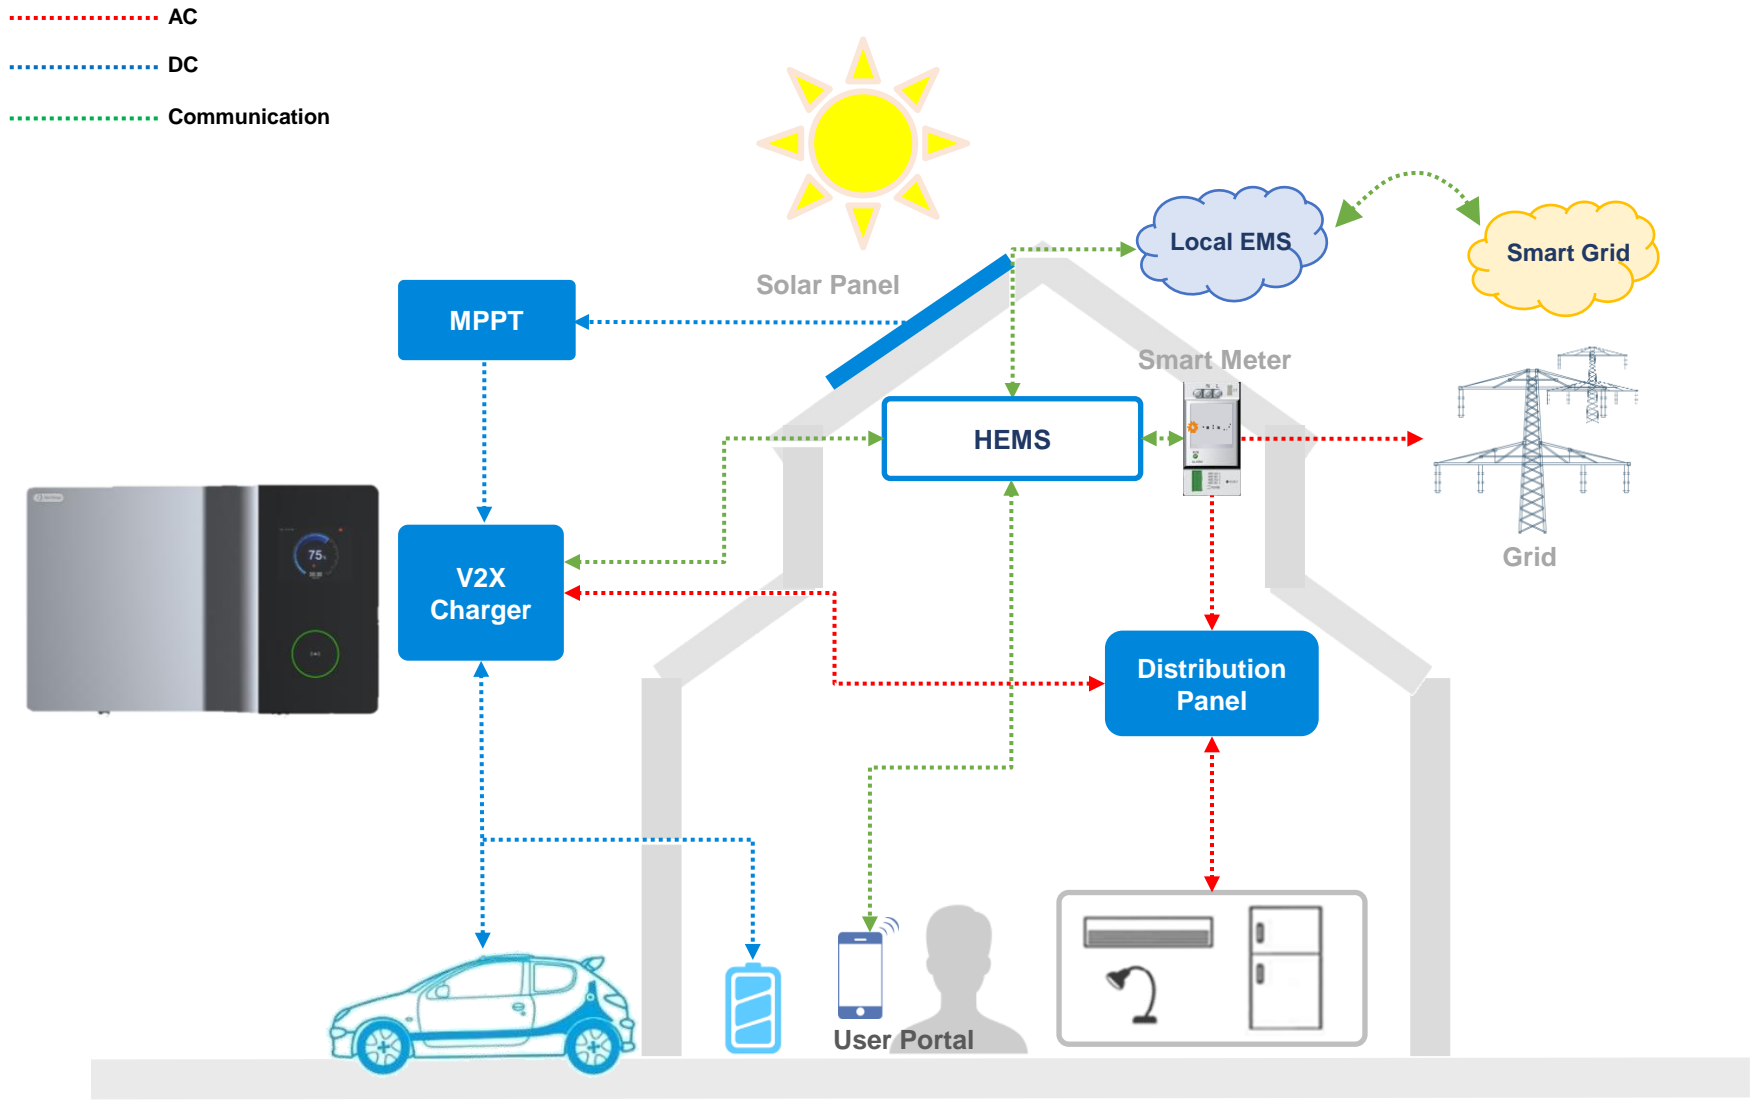 AC
DC
Communication
Local EMS
Smart Grid
Solar Panel
MPPT
Smart Meter
N L
HEMS
75%
V2X
Charger
Grid
Distribution
Panel
User Portal